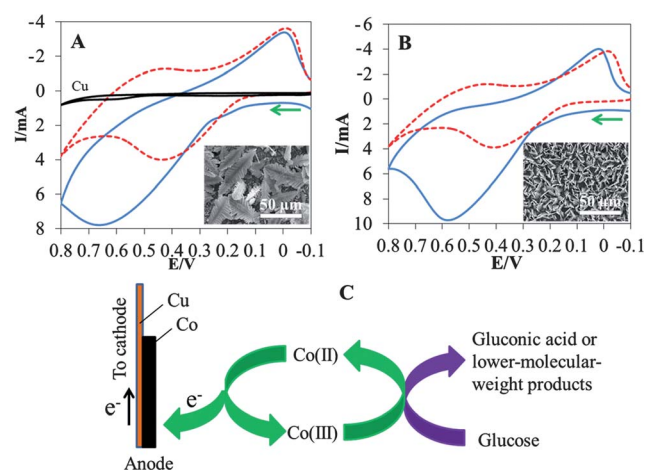 A
-4
-2
0
2
4
6
8
I/mA
Cu
50 μm
0.8 0.7 0.6 0.5 0.4 0.3 0.2 0.1 0 -0.1
E/V
B
-6
-4
-2
0
2
4
6
8
10
I/mA
50 μm
0.8 0.7 0.6 0.5 0.4 0.3 0.2 0.1 0 -0.1
E/V
C
To cathode
Cu
Co
e-
Anode
e-
Co(II)
Co(III)
Gluconic acid or
lower-molecular-
weight products
Glucose